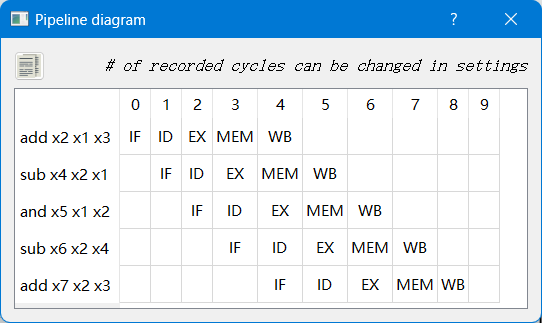 Pipeline diagram
# of recorded cycles can be changed in settings
0 1 2 3 4 5 6 7 8 9
add x2 x1 x3 IF ID EX MEM WB
sub x4 x2 x1 IF ID EX MEM WB
and x5 x1 x2 IF ID EX MEM WB
sub x6 x2 x4 IF ID EX MEM WB
add x7 x2 x3 IF ID EX MEM WB